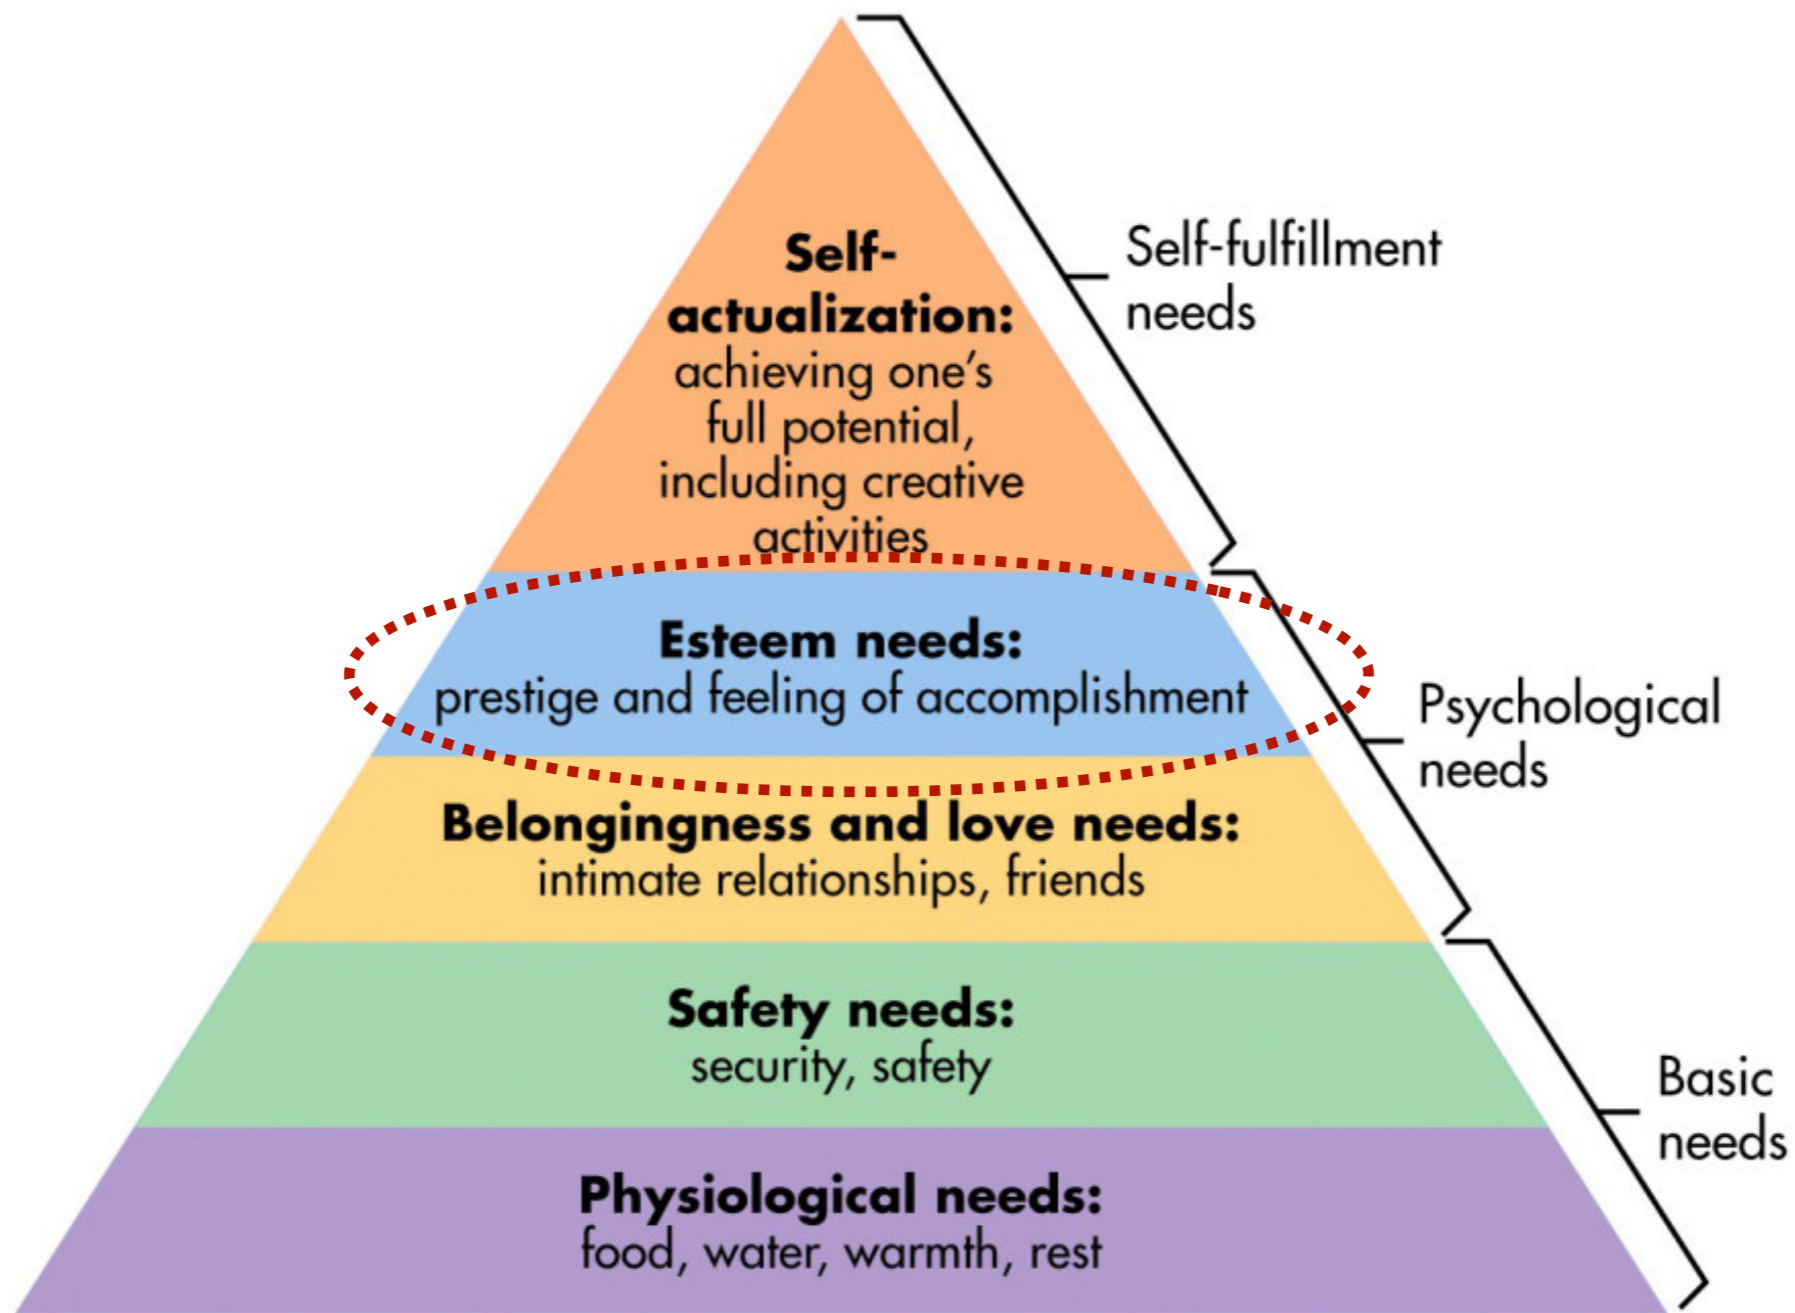 Self-
actualization:
achieving one’s
full potential,
including creative
activities
Self-fulfillment
needs
Esteem needs:
prestige and feeling of accomplishment
Psychological
needs
Belongingness and love needs:
intimate relationships, friends
Safety needs:
security, safety
Basic
needs
Physiological needs:
food, water, warmth, rest